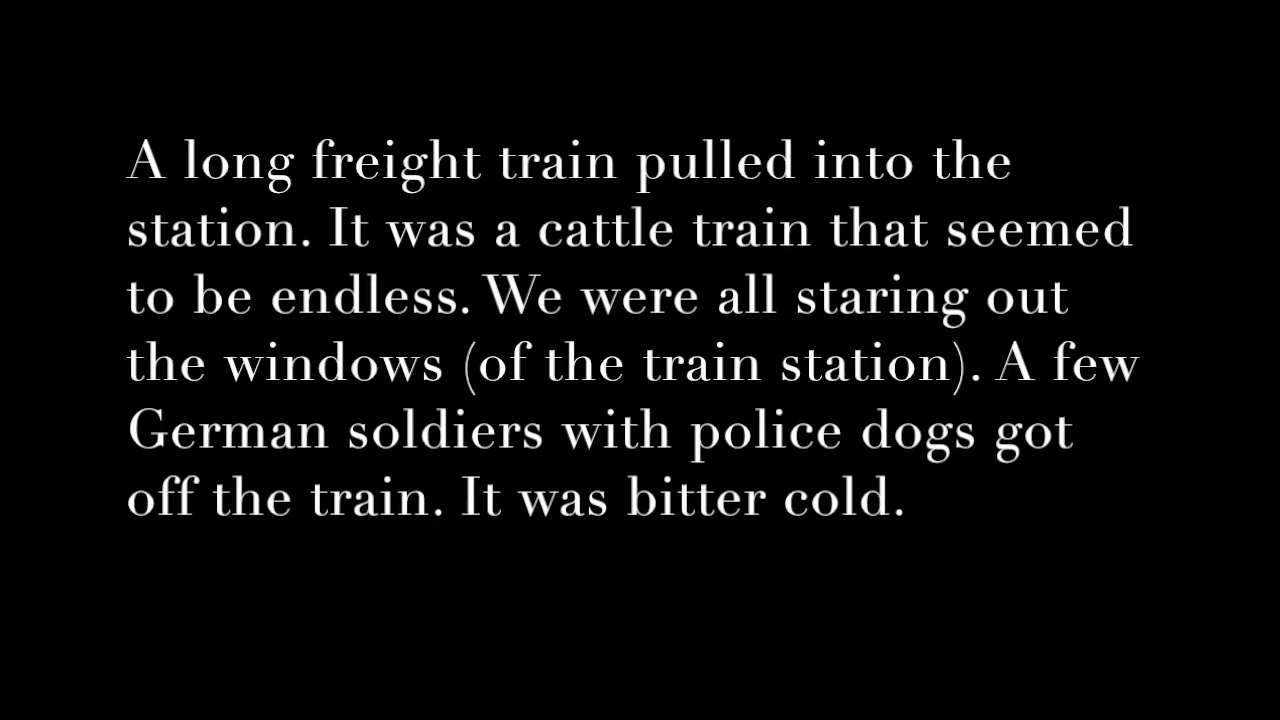 A long freight train pulled into the
station. It was a cattle train that seemed
to be endless. We were all staring out
the windows (of the train station). A few
German soldiers with police dogs got
off the train. It was bitter cold.